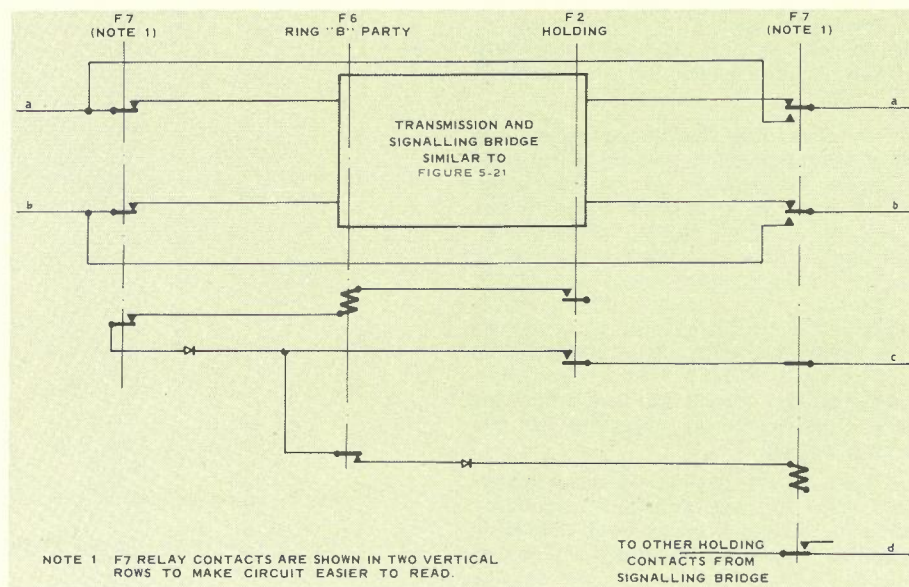 F7
(NOTE 1)
F6
RING "B" PARTY
F2
HOLDING
F7
(NOTE 1)
a
a
TRANSMISSION AND
SIGNALLING BRIDGE
SIMILAR TO
FIGURE 5-21
b
b
c
d
TO OTHER HOLDING
CONTACTS FROM
SIGNALLING BRIDGE
NOTE 1 F7 RELAY CONTACTS ARE SHOWN IN TWO VERTICAL
ROWS TO MAKE CIRCUIT EASIER TO READ.